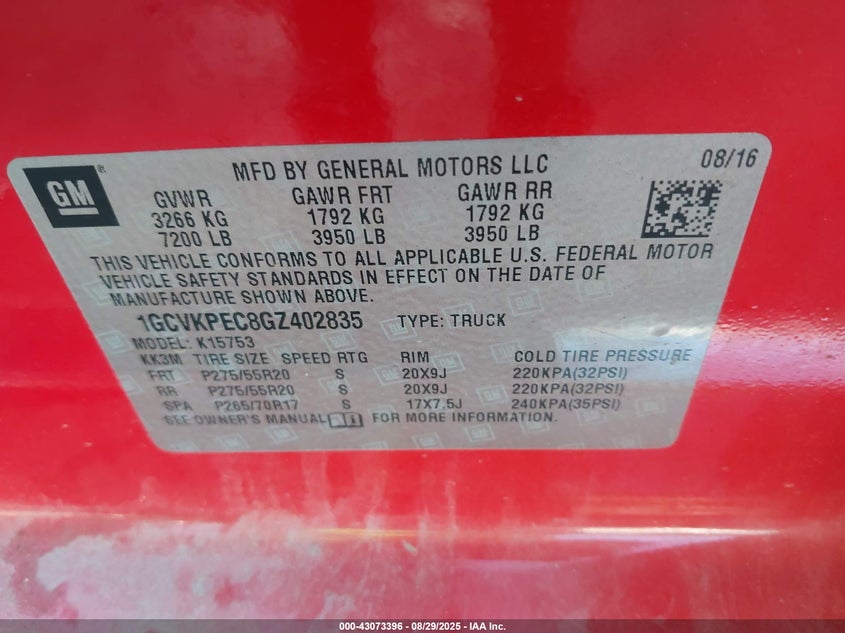 GM
MFD BY GENERAL MOTORS LLC
08/16
GVWR GAWR FRT GAWR RR
3266 KG 1792 KG 1792 KG
7200 LB 3950 LB 3950 LB
THIS VEHICLE CONFORMS TO ALL APPLICABLE U.S. FEDERAL MOTOR
VEHICLE SAFETY STANDARDS IN EFFECT ON THE DATE OF
MANUFACTURE SHOWN ABOVE.
1GCVKPEC8GZ402835 TYPE: TRUCK
MODEL: K15753
KK3M TIRE SIZE SPEED RTG RIM COLD TIRE PRESSURE
FRT P275/55R20 S 20X9J 220KPA(32PSI)
RR P275/55R20 S 20X9J 220KPA(32PSI)
SPA P265/70R17 S 17X7.5J 240KPA(35PSI)
SEE OWNER'S MANUAL FOR MORE INFORMATION.
000-43073396 - 08/29/2025 - IAA Inc.